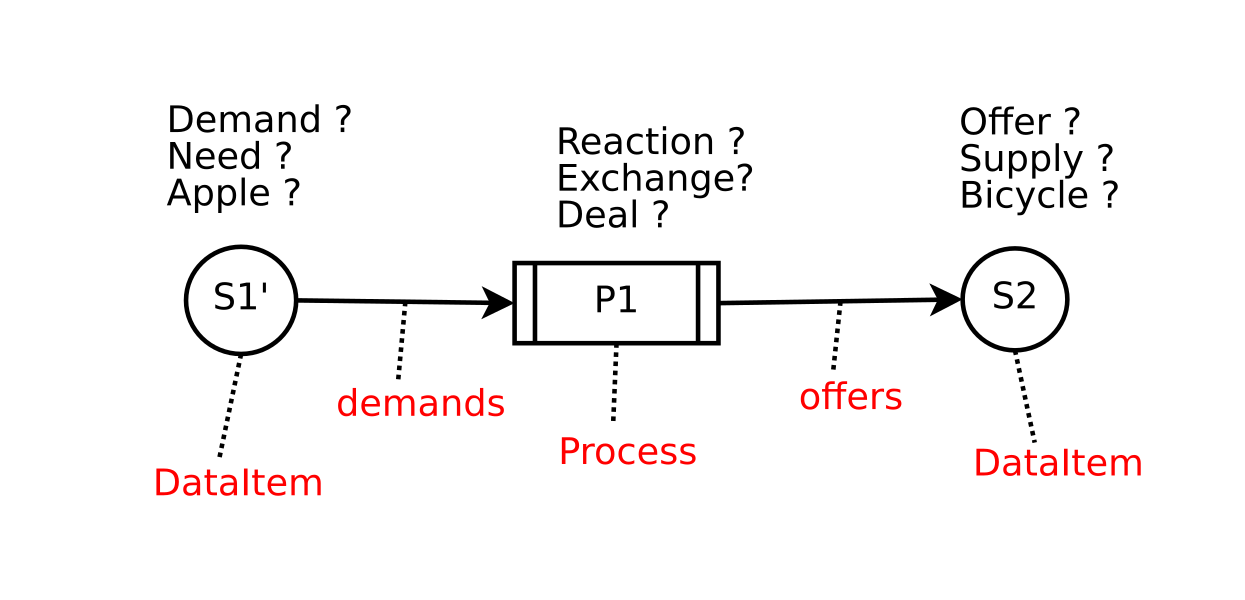 Demand ?
Need ?
Apple ?
Reaction ?
Exchange?
Deal ?
Offer ?
Supply ?
Bicycle ?
S1'
P1
S2
demands
offers
Process
DataItem
DataItem